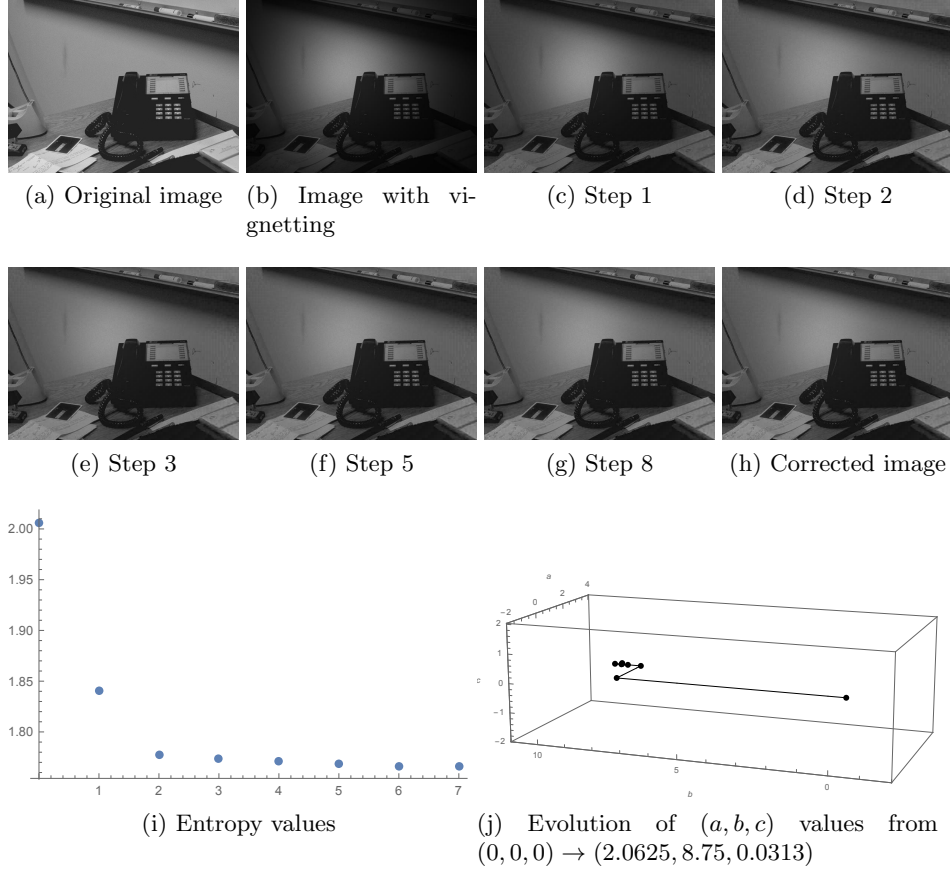 (a) Original image
(b) Image with vi-
gnetting
(c) Step 1
(d) Step 2
(e) Step 3
(f) Step 5
(g) Step 8
(h) Corrected image
2.00
1.95
1.90
1.85
1.80
1 2 3 4 5 6 7
(i) Entropy values
a
4
2
0
-2
2
1
0
-1
-2
10
5
0
b
(j) Evolution of (a, b, c) values from
(0, 0, 0) → (2.0625, 8.75, 0.0313)